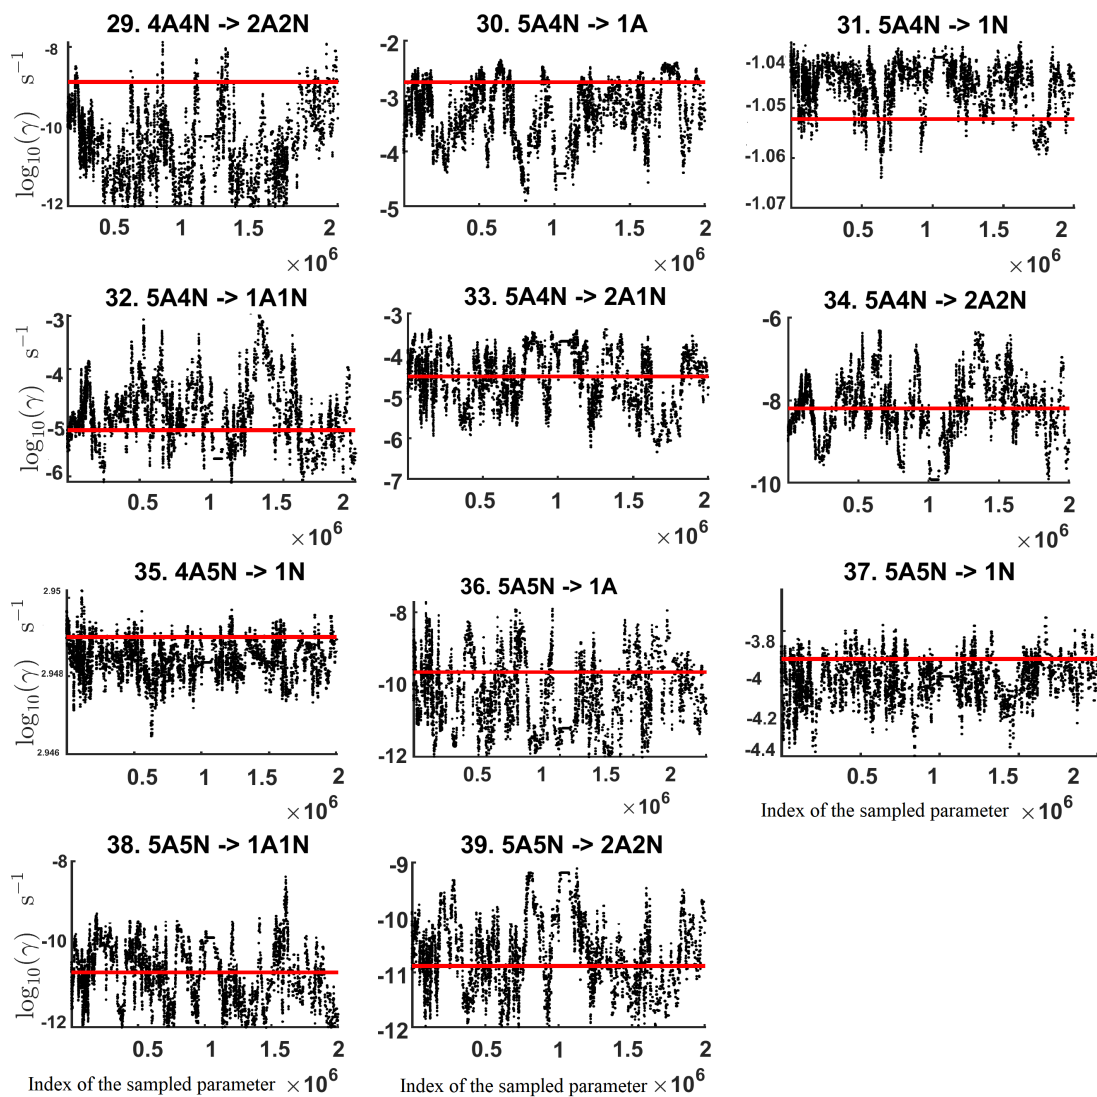 29. 4A4N -> 2A2N
30. 5A4N -> 1A
31. 5A4N -> 1N
log10(γ) s−1
-8
-10
-12
0.5 1 1.5 2
×10^6
-2
-3
-4
-5
0.5 1 1.5 2
×10^6
-1.04
-1.05
-1.06
-1.07
0.5 1 1.5 2
×10^6
32. 5A4N -> 1A1N
33. 5A4N -> 2A1N
34. 5A4N -> 2A2N
log10(γ) s−1
-3
-4
-5
-6
0.5 1 1.5 2
×10^6
-3
-4
-5
-6
-7
0.5 1 1.5 2
×10^6
-6
-8
-10
0.5 1 1.5 2
×10^6
35. 4A5N -> 1N
36. 5A5N -> 1A
37. 5A5N -> 1N
log10(γ) s−1
2.95
2.948
2.946
0.5 1 1.5 2
×10^6
-8
-10
-12
0.5 1 1.5 2
×10^6
-3.8
-4
-4.2
-4.4
0.5 1 1.5 2
Index of the sampled parameter ×10^6
38. 5A5N -> 1A1N
39. 5A5N -> 2A2N
log10(γ) s−1
-8
-10
-12
0.5 1 1.5 2
Index of the sampled parameter ×10^6
-9
-10
-11
-12
0.5 1 1.5 2
Index of the sampled parameter ×10^6